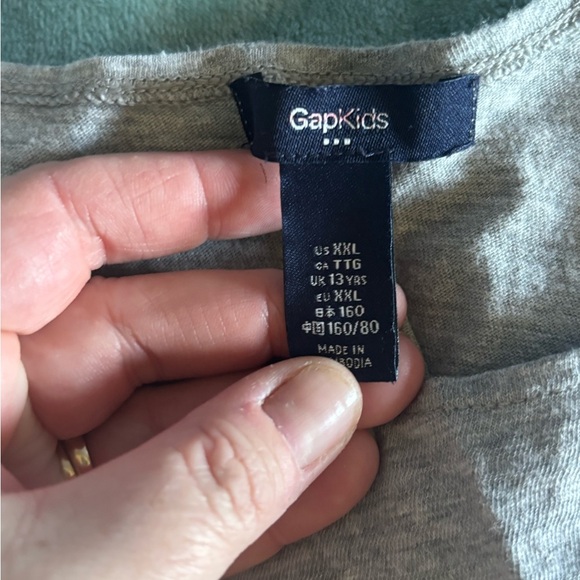 GapKids
US XXL
CA TTG
UK 13 YRS
EU XXL
日本 160
中国 160/80
MADE IN